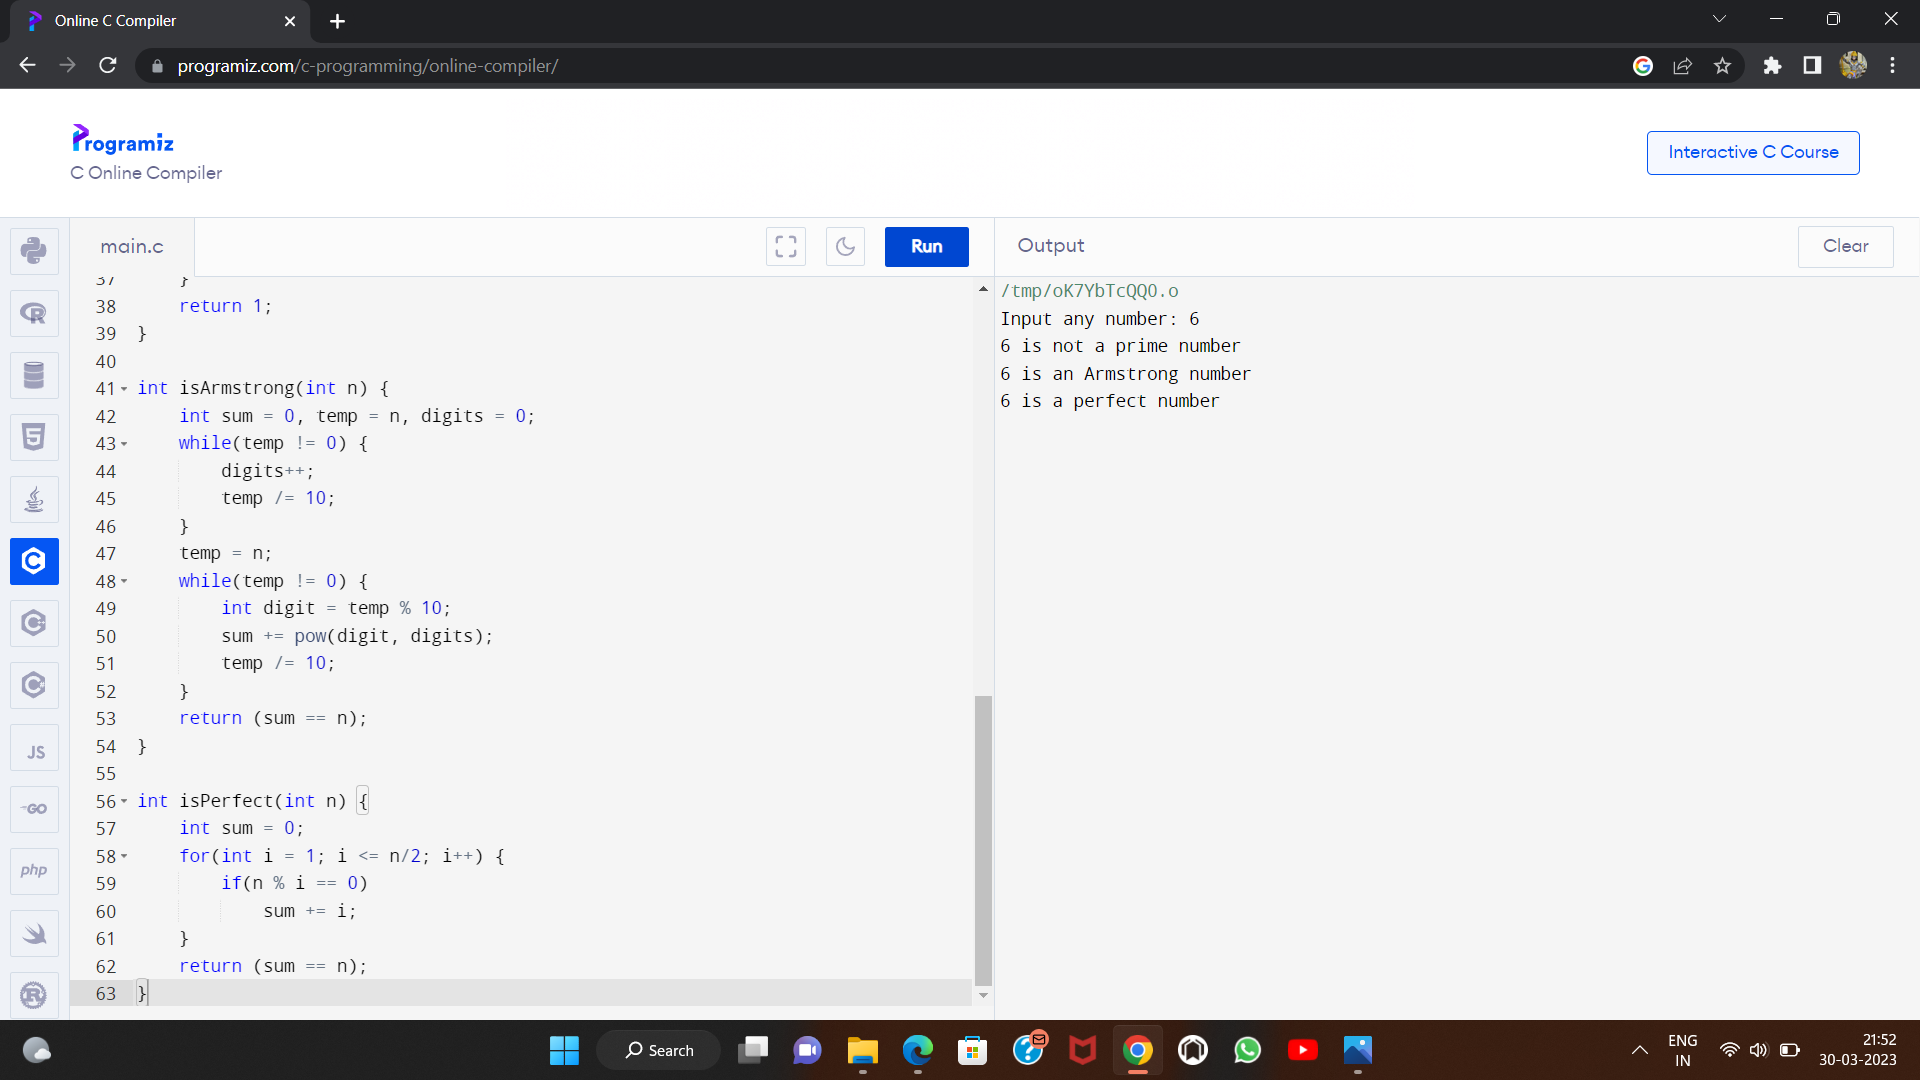 Online C Compiler
programiz.com/c-programming/online-compiler/
Programiz
C Online Compiler
Interactive C Course
main.c
Run
Output
Clear
37 }
38 return 1;
39 }
40
41 int isArmstrong(int n) {
42 int sum = 0, temp = n, digits = 0;
43 while(temp != 0) {
44 digits++;
45 temp /= 10;
46 }
47 temp = n;
48 while(temp != 0) {
49 int digit = temp % 10;
50 sum += pow(digit, digits);
51 temp /= 10;
52 }
53 return (sum == n);
54 }
55
56 int isPerfect(int n) {
57 int sum = 0;
58 for(int i = 1; i <= n/2; i++) {
59 if(n % i == 0)
60 sum += i;
61 }
62 return (sum == n);
63 }
/tmp/oK7YbTcQQO.o
Input any number: 6
6 is not a prime number
6 is an Armstrong number
6 is a perfect number
JS
GO
php
Search
ENG
IN
21:52
30-03-2023